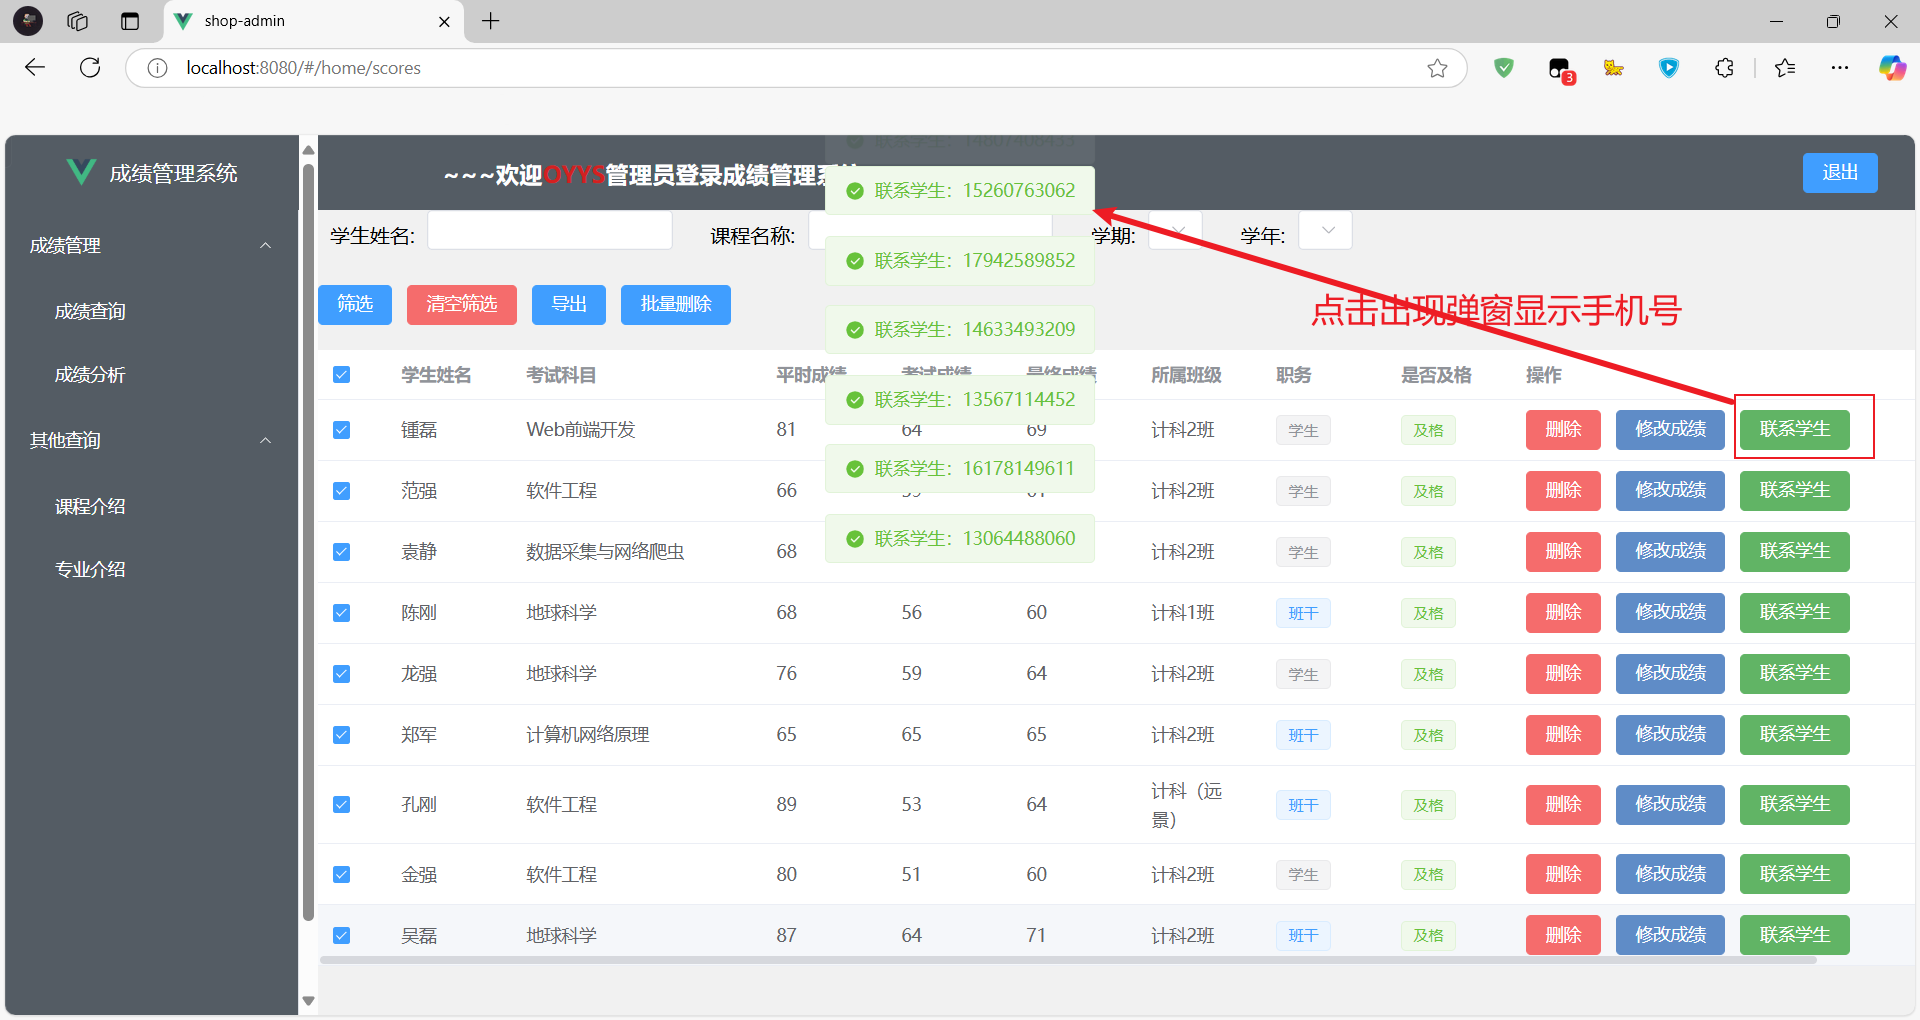 shop-admin
localhost:8080/#/home/scores
3
成绩管理系统
~~~欢迎OYYS管理员登录成绩管理系
退出
联系学生：15260763062
成绩管理
学生姓名:
课程名称:
学期:
学年:
联系学生：17942589852
成绩查询
筛选
清空筛选
导出
批量删除
点击出现弹窗显示手机号
联系学生：14633493209
成绩分析
学生姓名 考试科目 平时成绩 考试成绩 最终成绩 所属班级 职务 是否及格 操作
联系学生：13567114452
锺磊 Web前端开发 81 64 69 计科2班 学生 及格 删除 修改成绩 联系学生
其他查询
联系学生：16178149611
范强 软件工程 66 计科2班 学生 及格 删除 修改成绩 联系学生
课程介绍
联系学生：13064488060
袁静 数据采集与网络爬虫 68 计科2班 学生 及格 删除 修改成绩 联系学生
专业介绍
陈刚 地球科学 68 56 60 计科1班 班干 及格 删除 修改成绩 联系学生
龙强 地球科学 76 59 64 计科2班 学生 及格 删除 修改成绩 联系学生
郑军 计算机网络原理 65 65 65 计科2班 班干 及格 删除 修改成绩 联系学生
孔刚 软件工程 89 53 64 计科（远景） 班干 及格 删除 修改成绩 联系学生
金强 软件工程 80 51 60 计科2班 学生 及格 删除 修改成绩 联系学生
吴磊 地球科学 87 64 71 计科2班 班干 及格 删除 修改成绩 联系学生